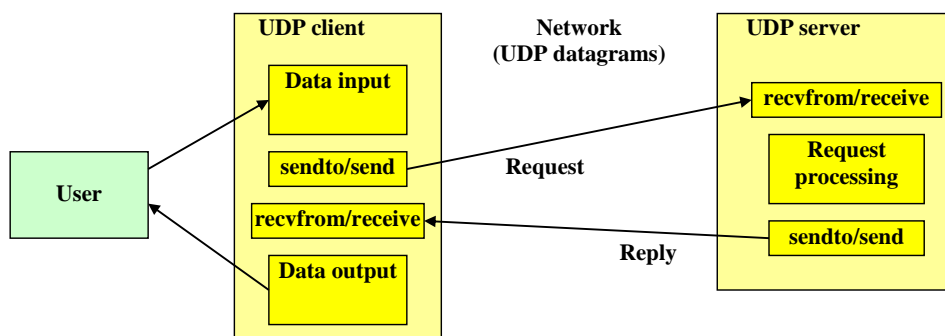 UDP client
Network
(UDP datagrams)
UDP server
Data input
recvfrom/receive
sendto/send
Request
Request
processing
User
recvfrom/receive
sendto/send
Reply
Data output